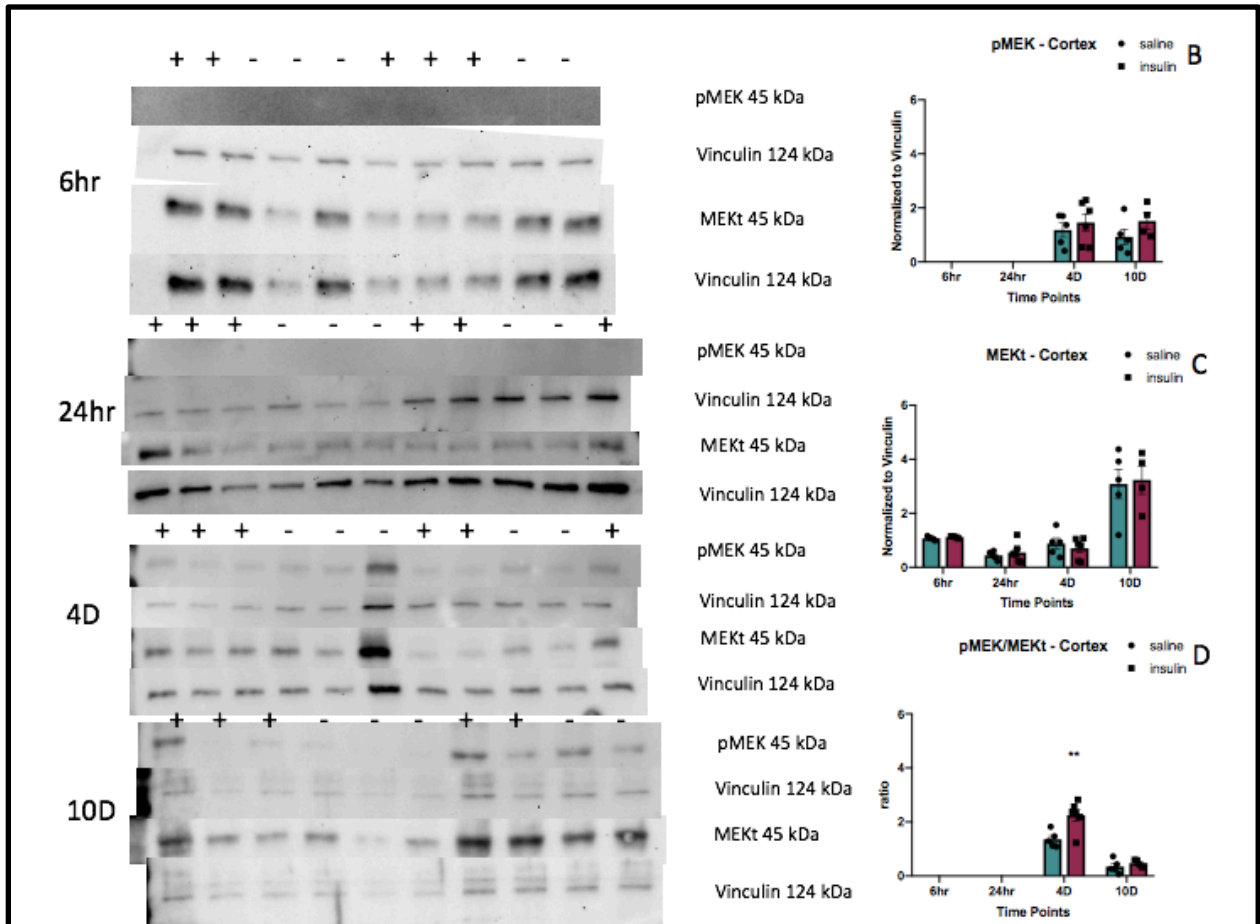 + + - - - + + + - -
pMEK 45 kDa
Vinculin 124 kDa
6hr
MEKt 45 kDa
Vinculin 124 kDa
+ + + - - - + + - - +
pMEK 45 kDa
24hr
Vinculin 124 kDa
MEKt 45 kDa
Vinculin 124 kDa
+ + + - - - + + - - +
pMEK 45 kDa
4D
Vinculin 124 kDa
MEKt 45 kDa
Vinculin 124 kDa
+ + + - - - + + - -
pMEK 45 kDa
Vinculin 124 kDa
10D
MEKt 45 kDa
Vinculin 124 kDa
pMEK - Cortex
saline
insulin
B
Normalized to Vinculin
6
4
2
0
6hr 24hr 4D 10D
Time Points
MEKt - Cortex
saline
insulin
C
Normalized to Vinculin
6
4
2
0
6hr 24hr 4D 10D
Time Points
pMEK/MEKt - Cortex
saline
insulin
D
ratio
6
4
2
0
**
6hr 24hr 4D 10D
Time Points